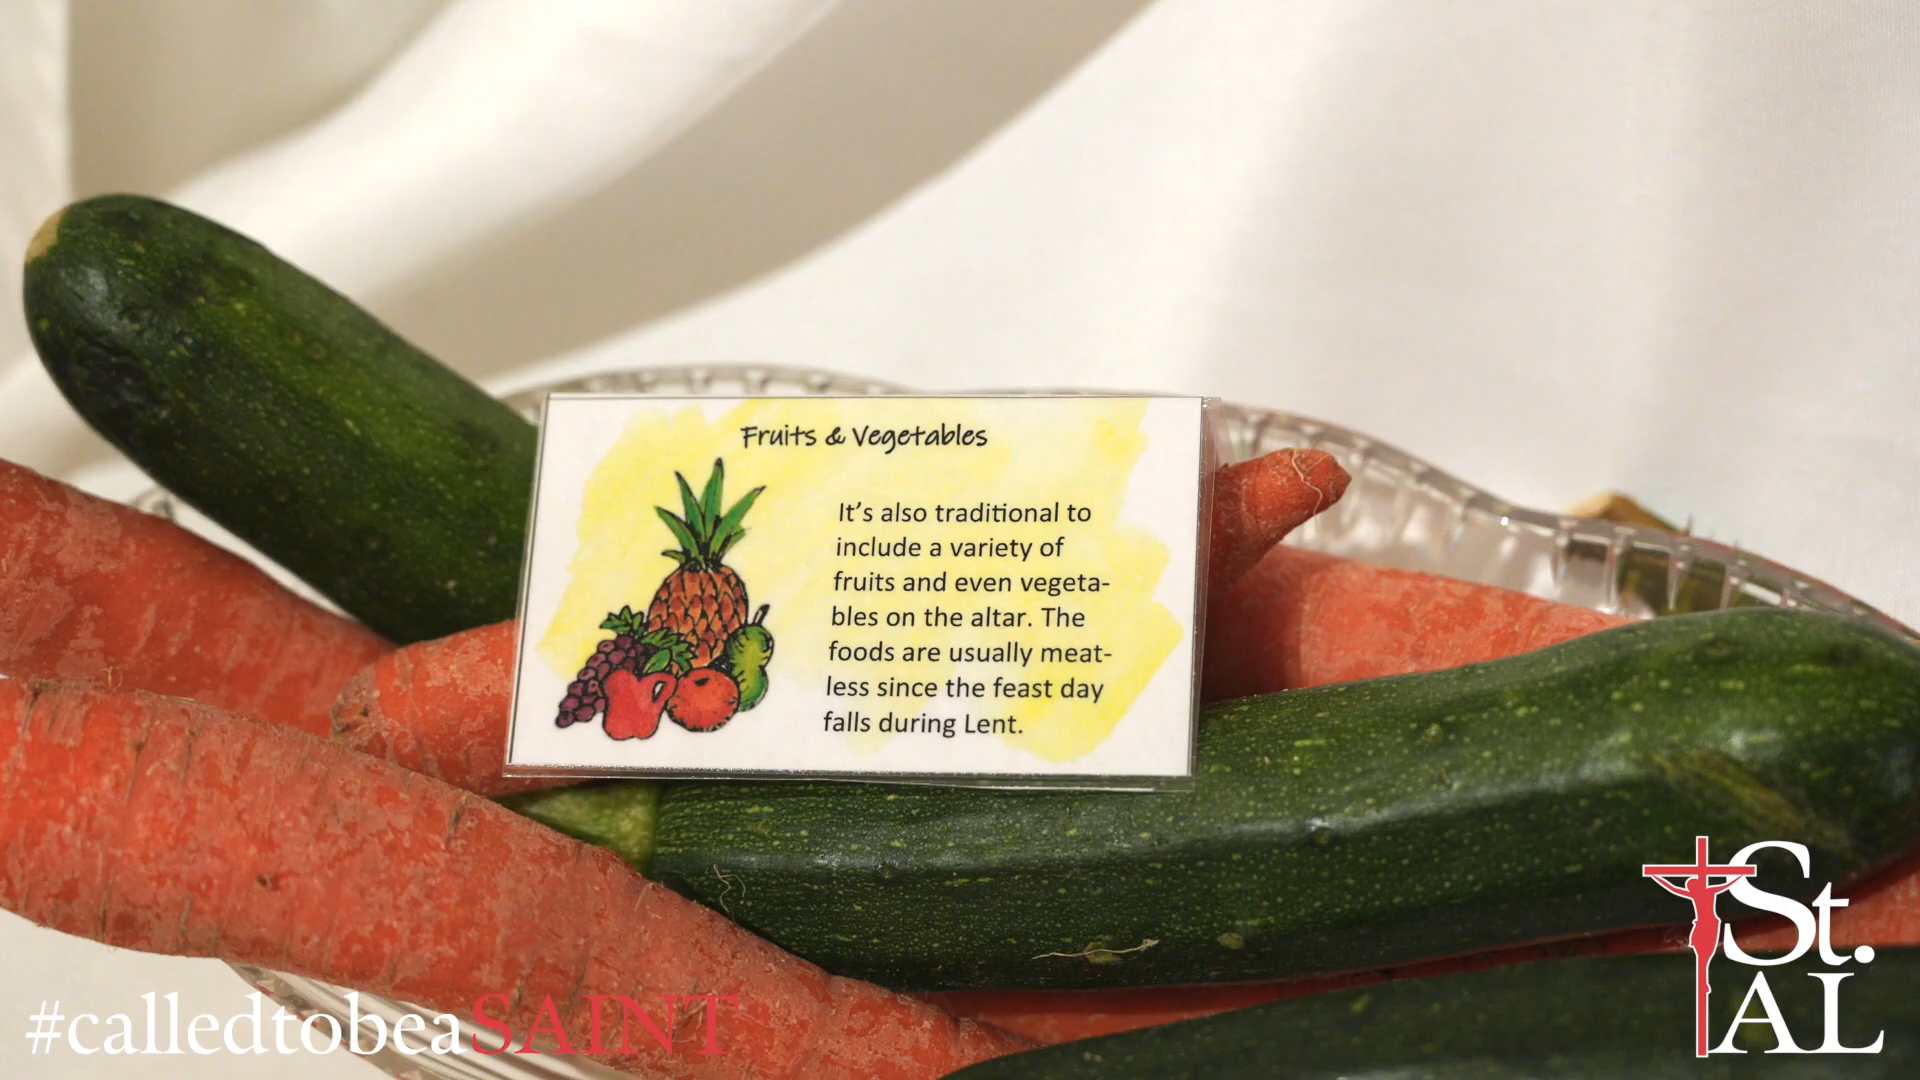 Fruits & Vegetables
It's also traditional to
include a variety of
fruits and even vegeta-
bles on the altar. The
foods are usually meat-
less since the feast day
falls during Lent.
#calledtobeaSAINT
St.
AL